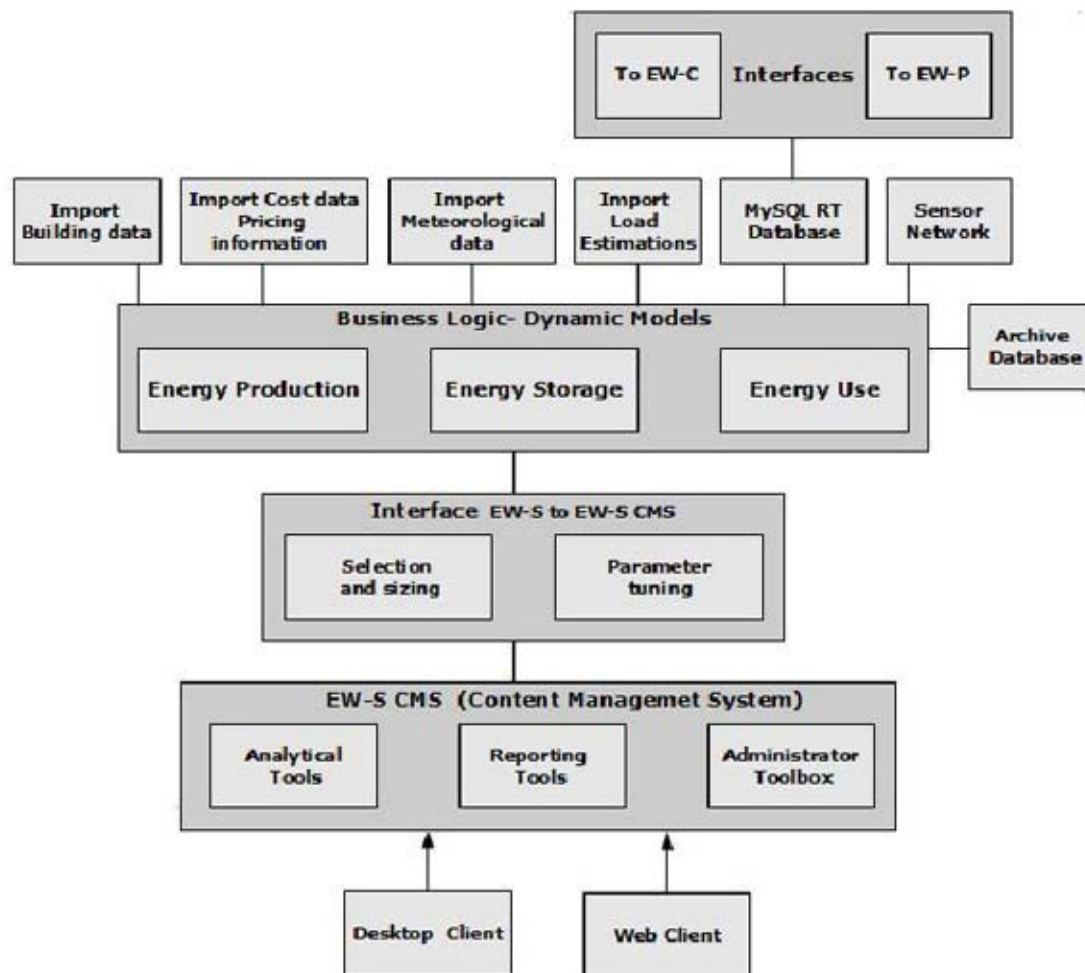 To EW-C
Interfaces
To EW-P
Import
Building data
Import Cost data
Pricing
information
Import
Meteorological
data
Import
Load
Estimations
MySQL RT
Database
Sensor
Network
Business Logic- Dynamic Models
Archive
Database
Energy Production
Energy Storage
Energy Use
Interface EW-S to EW-S CMS
Selection
and sizing
Parameter
tuning
EW-S CMS (Content Managemet System)
Analytical
Tools
Reporting
Tools
Administrator
Toolbox
Desktop Client
Web Client